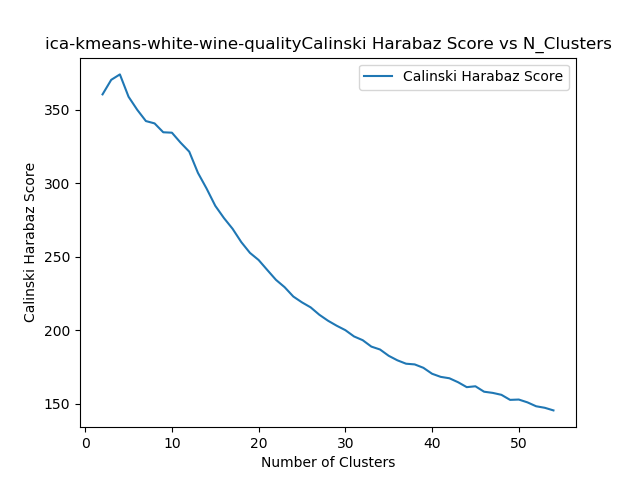 ica-kmeans-white-wine-qualityCalinski Harabaz Score vs N_Clusters
Calinski Harabaz Score
350
300
250
200
150
Calinski Harabaz Score
0 10 20 30 40 50
Number of Clusters